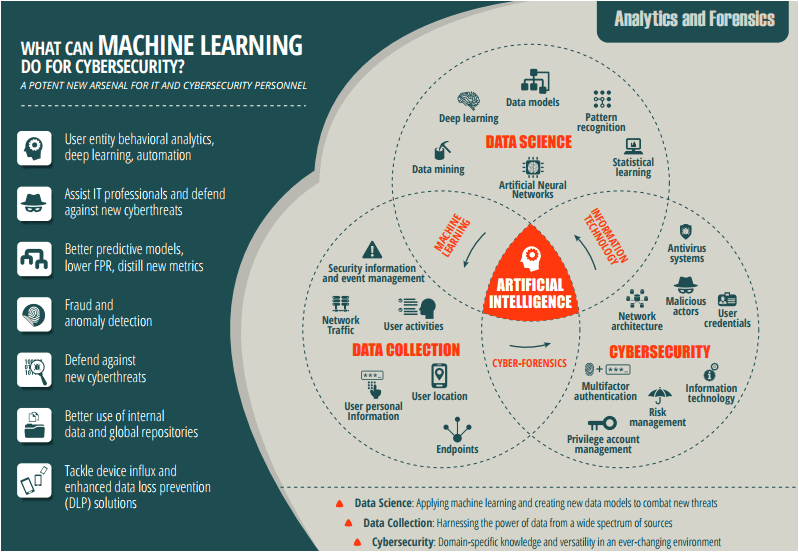 Analytics and Forensics
WHAT CAN MACHINE LEARNING
DO FOR CYBERSECURITY?
A POTENT NEW ARSENAL FOR IT AND CYBERSECURITY PERSONNEL
User entity behavioral analytics,
deep learning, automation
Assist IT professionals and defend
against new cyberthreats
Better predictive models,
lower FPR, distill new metrics
Fraud and
anomaly detection
Defend against
new cyberthreats
Better use of internal
data and global repositories
Tackle device influx and
enhanced data loss prevention
(DLP) solutions
Data models
Deep learning
Pattern
recognition
DATA SCIENCE
Data mining
Statistical
learning
Artificial Neural
Networks
MACHINE
LEARNING
INFORMATION
TECHNOLOGY
ARTIFICIAL
INTELLIGENCE
Security information
and event management
Network
Traffic
User activities
DATA COLLECTION
***_
User personal
Information
User location
Endpoints
CYBER-FORENSICS
Antivirus
systems
Malicious
actors
Network
architecture
User
credentials
CYBERSECURITY
+ ***_
Multifactor
authentication
Information
technology
Risk
management
Privilege account
management
Data Science: Applying machine learning and creating new data models to combat new threats
Data Collection: Harnessing the power of data from a wide spectrum of sources
Cybersecurity: Domain-specific knowledge and versatility in an ever-changing environment